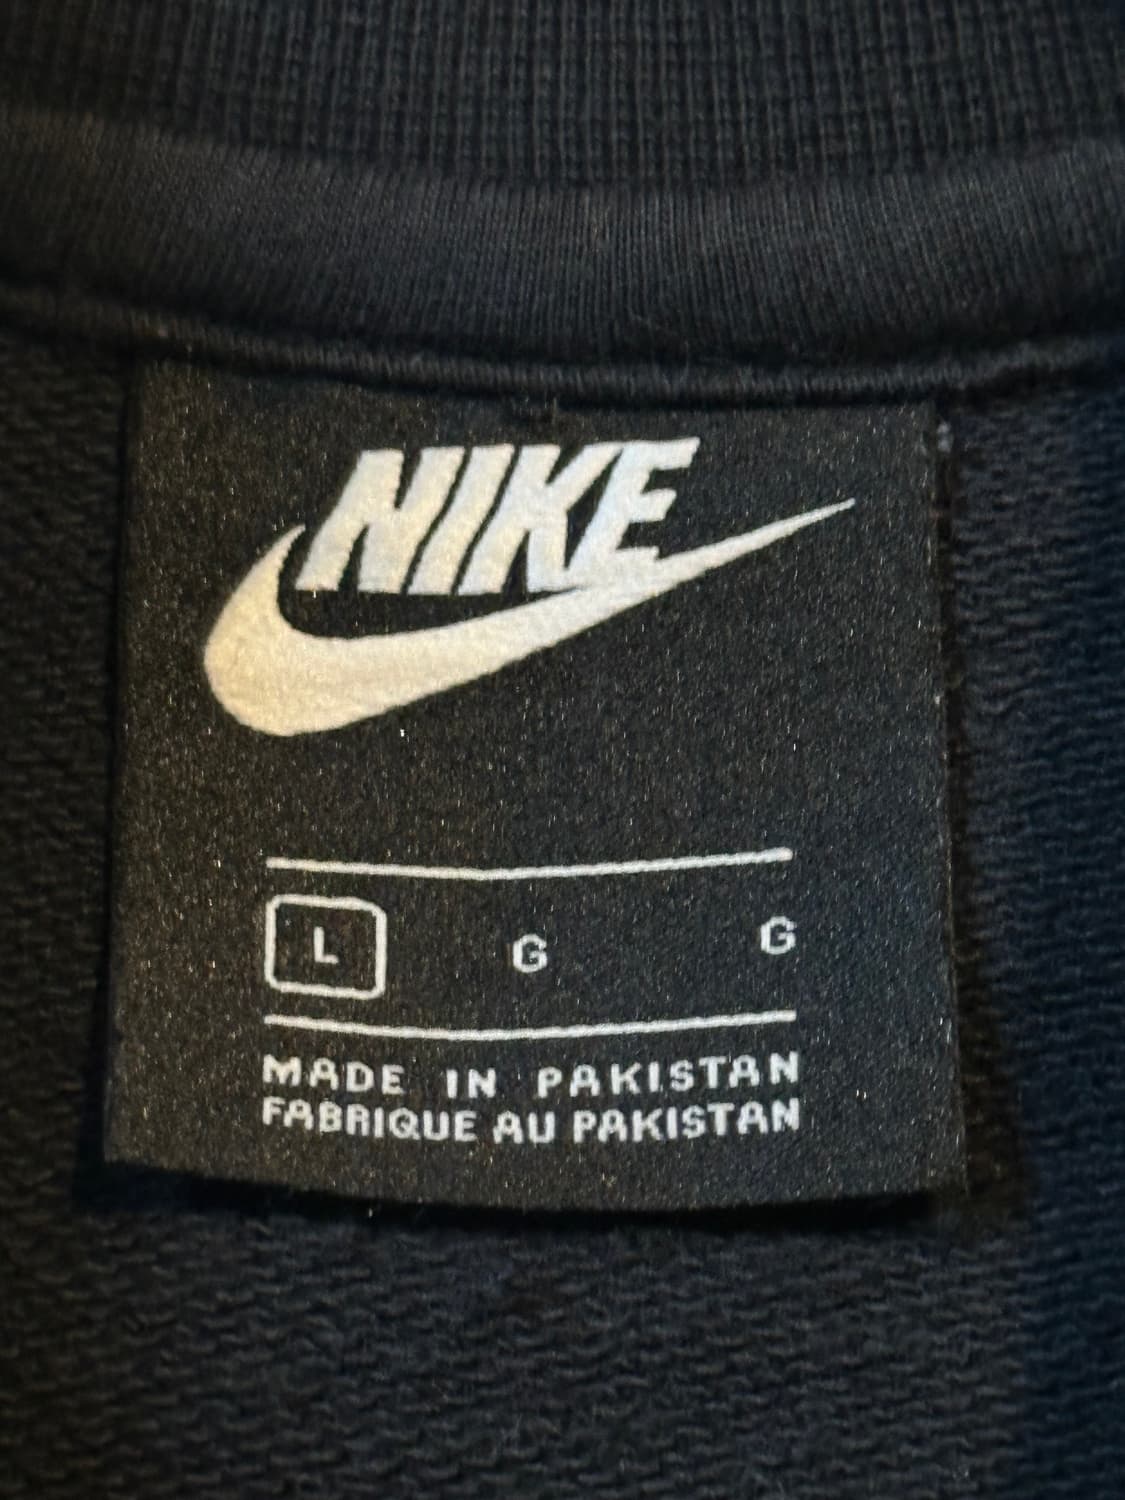 NIKE
L G G
MADE IN PAKISTAN
FABRIQUE AU PAKISTAN